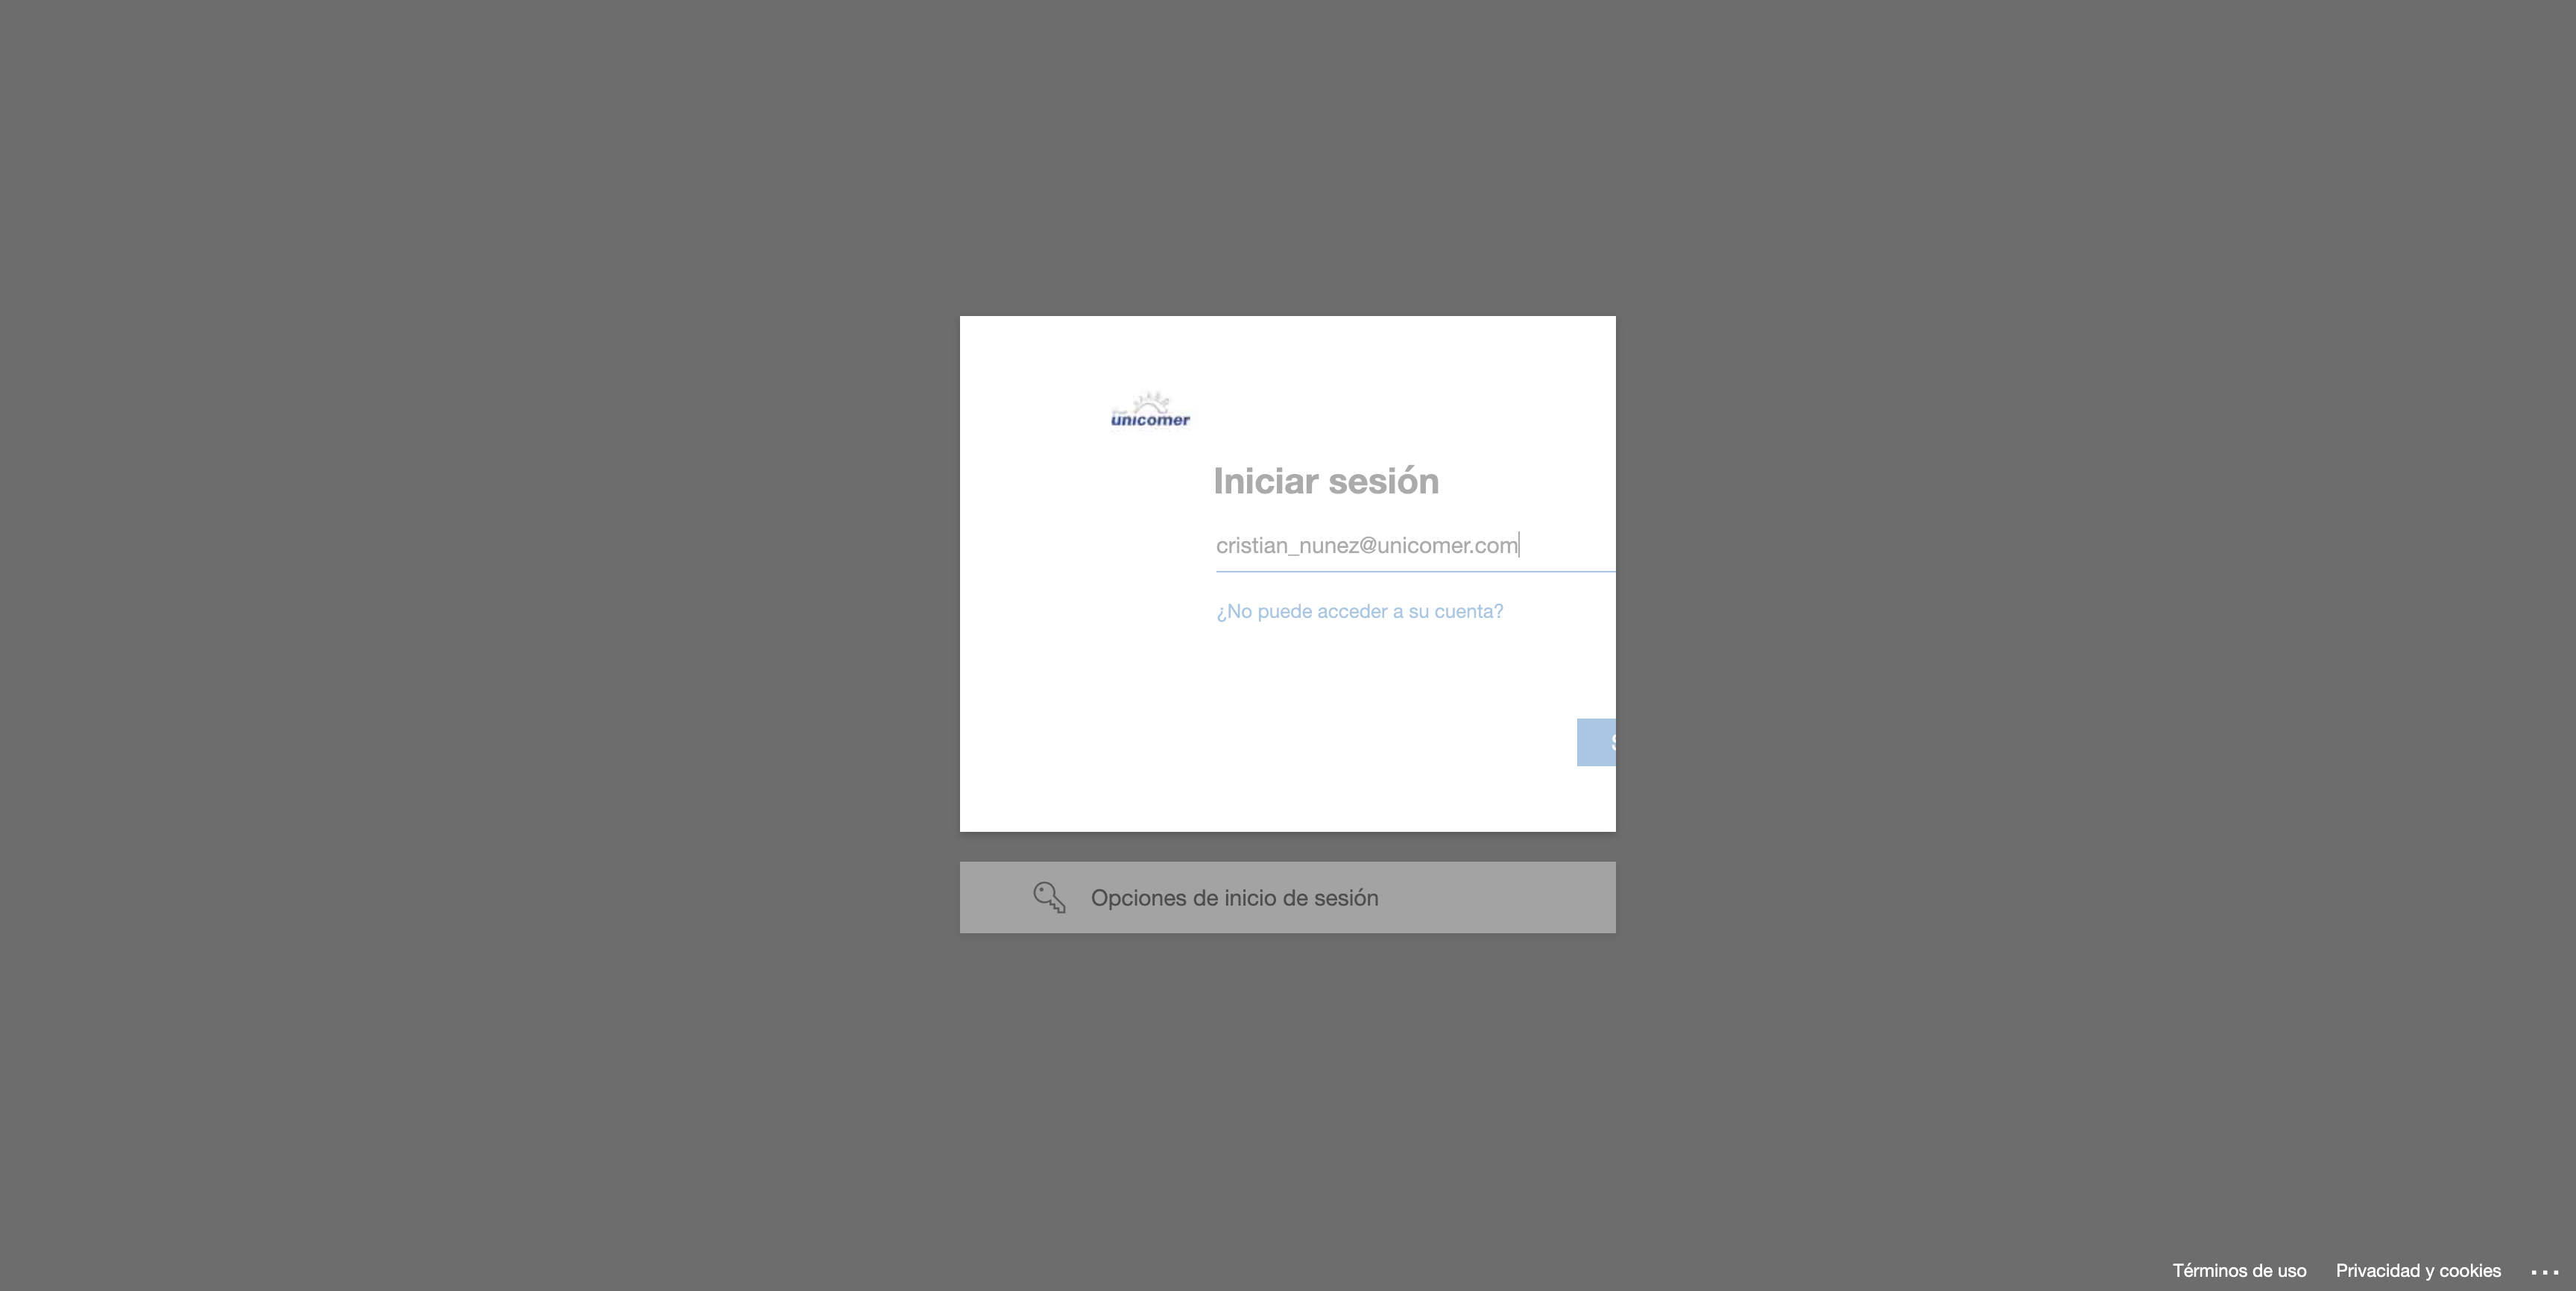 unicomer
Iniciar sesión
cristian_nunez@unicomer.com
¿No puede acceder a su cuenta?
Opciones de inicio de sesión
Términos de uso Privacidad y cookies ...